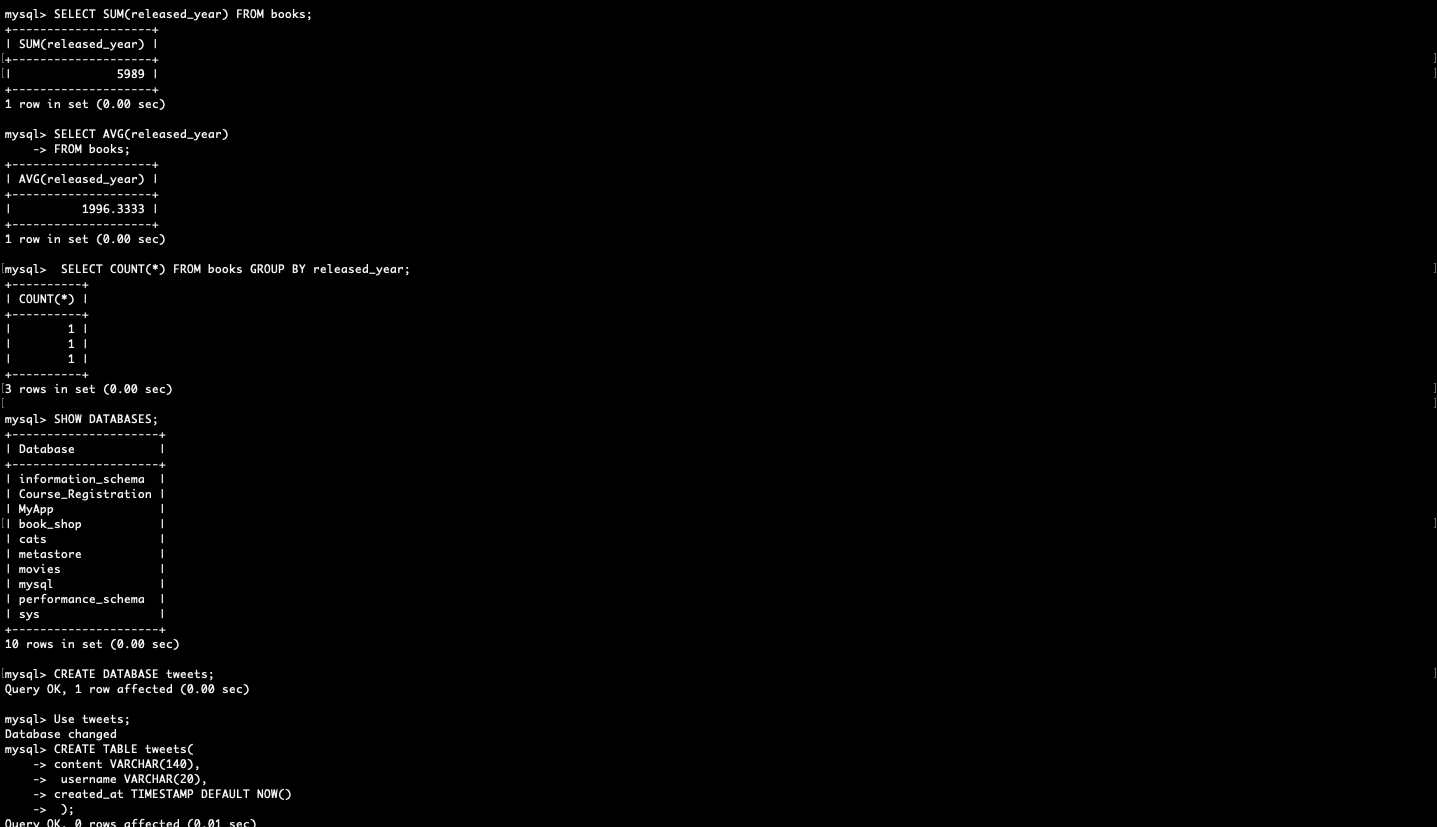 mysql> SELECT SUM(released_year) FROM books;
+--------------------+
| SUM(released_year) |
[+--------------------+ ]
[|               5989 | ]
+--------------------+
1 row in set (0.00 sec)

mysql> SELECT AVG(released_year)
    -> FROM books;
+--------------------+
| AVG(released_year) |
+--------------------+
|          1996.3333 |
+--------------------+
1 row in set (0.00 sec)

[mysql>  SELECT COUNT(*) FROM books GROUP BY released_year; ]
+----------+
| COUNT(*) |
+----------+
|        1 |
|        1 |
|        1 |
+----------+
[3 rows in set (0.00 sec) ]
[ ]
mysql> SHOW DATABASES;
+---------------------+
| Database            |
+---------------------+
| information_schema  |
| Course_Registration |
| MyApp               |
[| book_shop           | ]
| cats                |
| metastore           |
| movies              |
| mysql               |
| performance_schema  |
| sys                 |
+---------------------+
10 rows in set (0.00 sec)

[mysql> CREATE DATABASE tweets; ]
Query OK, 1 row affected (0.00 sec)

mysql> Use tweets;
Database changed
mysql> CREATE TABLE tweets(
    -> content VARCHAR(140),
    ->  username VARCHAR(20),
    -> created_at TIMESTAMP DEFAULT NOW()
    ->  );
Query OK, 0 rows affected (0.01 sec)